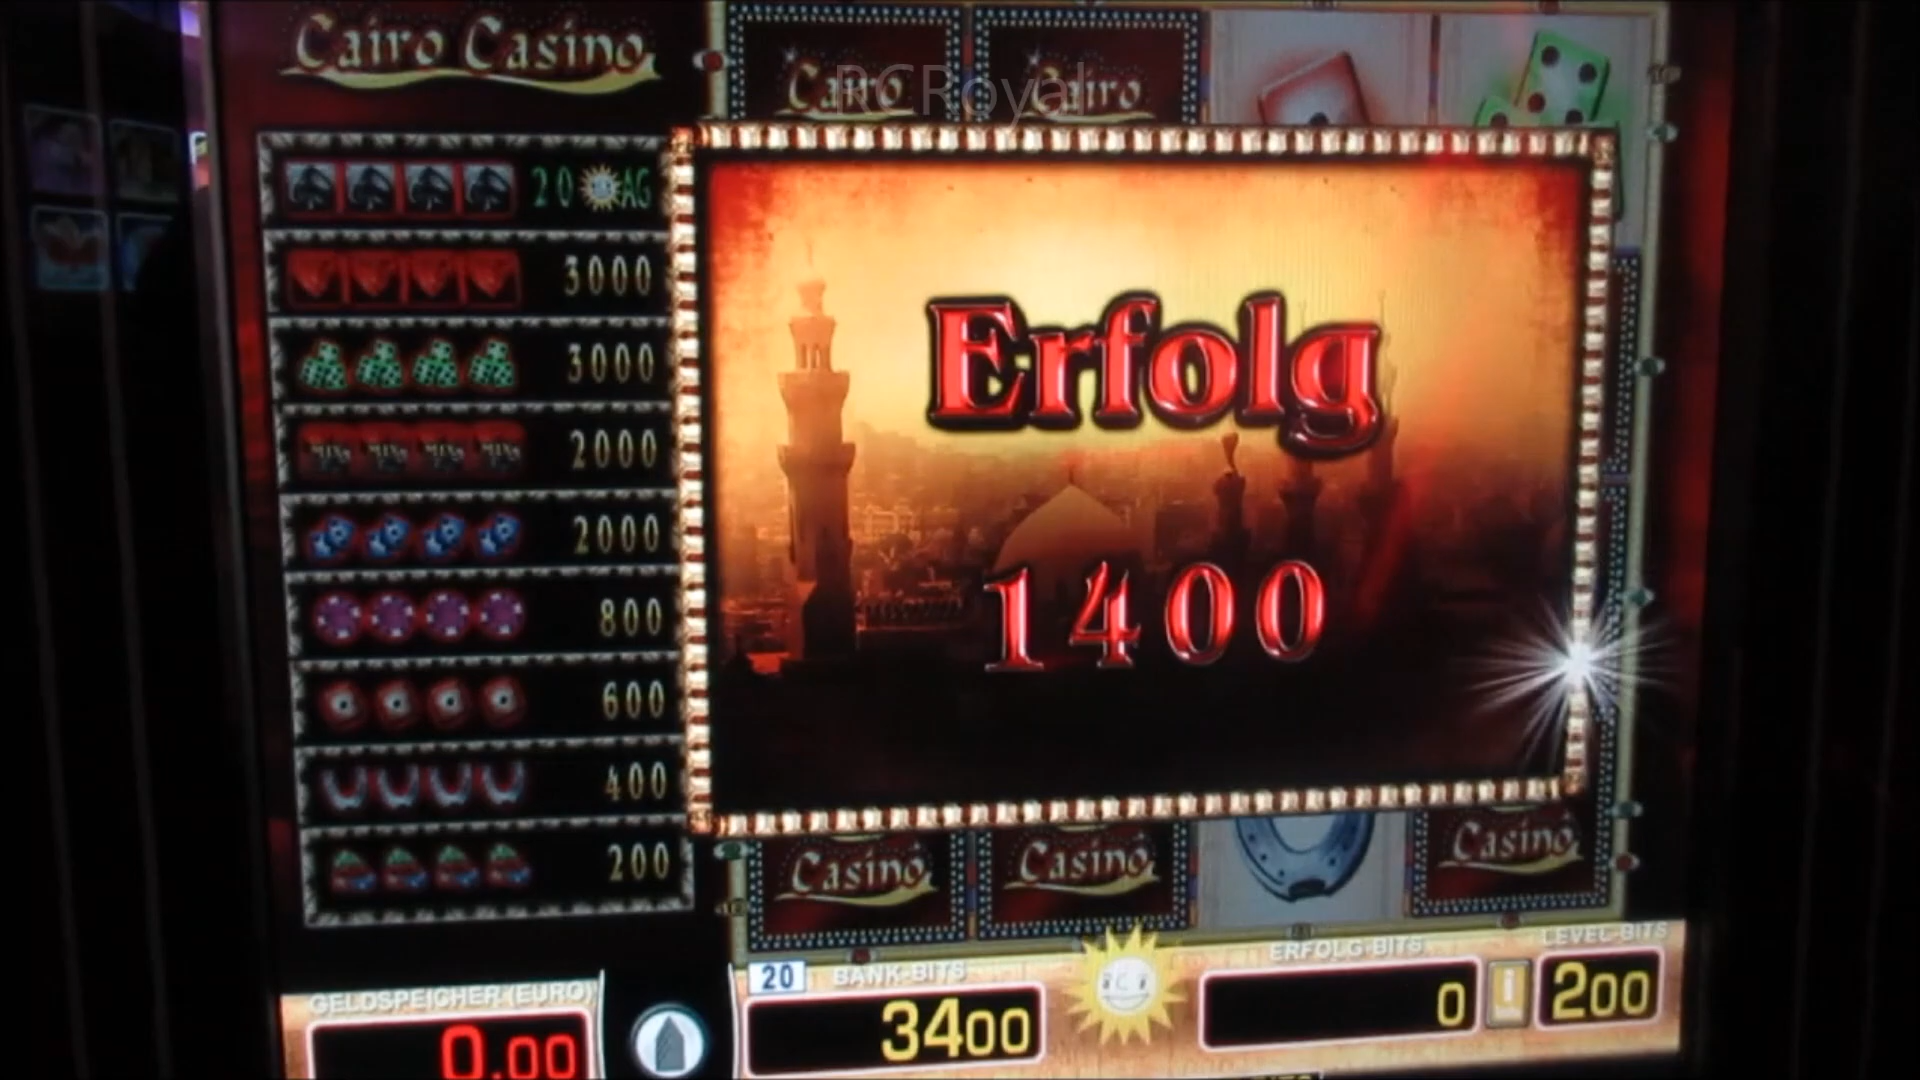 Cairo Casino
Cairo
Cairo
RCRoyal
20 AG
3000
3000
2000
2000
800
600
400
200
Erfolg
1400
Casino
Casino
Casino
GELDSPEICHER (EURO)
0.00
20
BANK-BITS
3400
ERFOLG-BITS
0
i
LEVEL-BITS
200